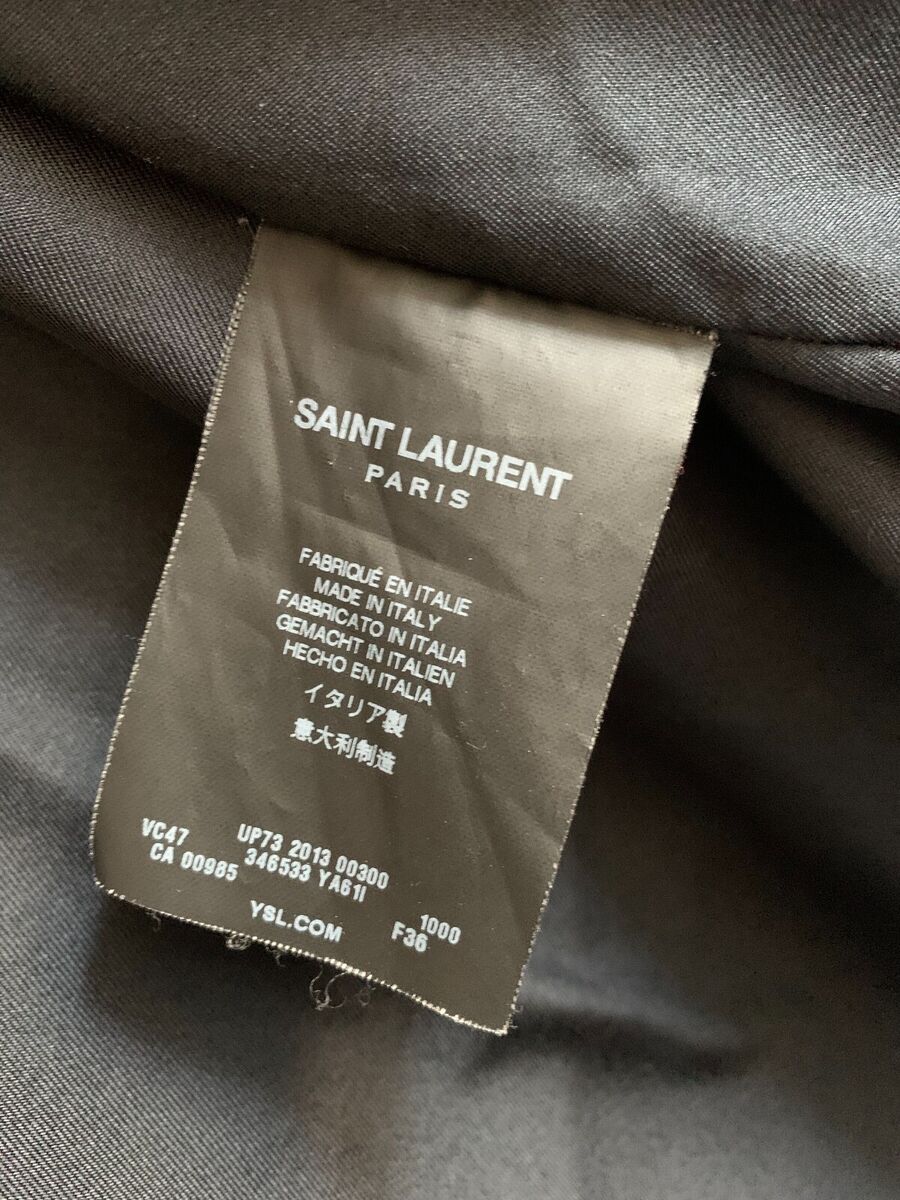 SAINT LAURENT
PARIS
FABRIQUÉ EN ITALIE
MADE IN ITALY
FABBRICATO IN ITALIA
GEMACHT IN ITALIEN
HECHO EN ITALIA
イタリア製
意大利制造
VC47 UP73 2013 00300
CA 00985 346533 YA61I 1000
YSL.COM F36